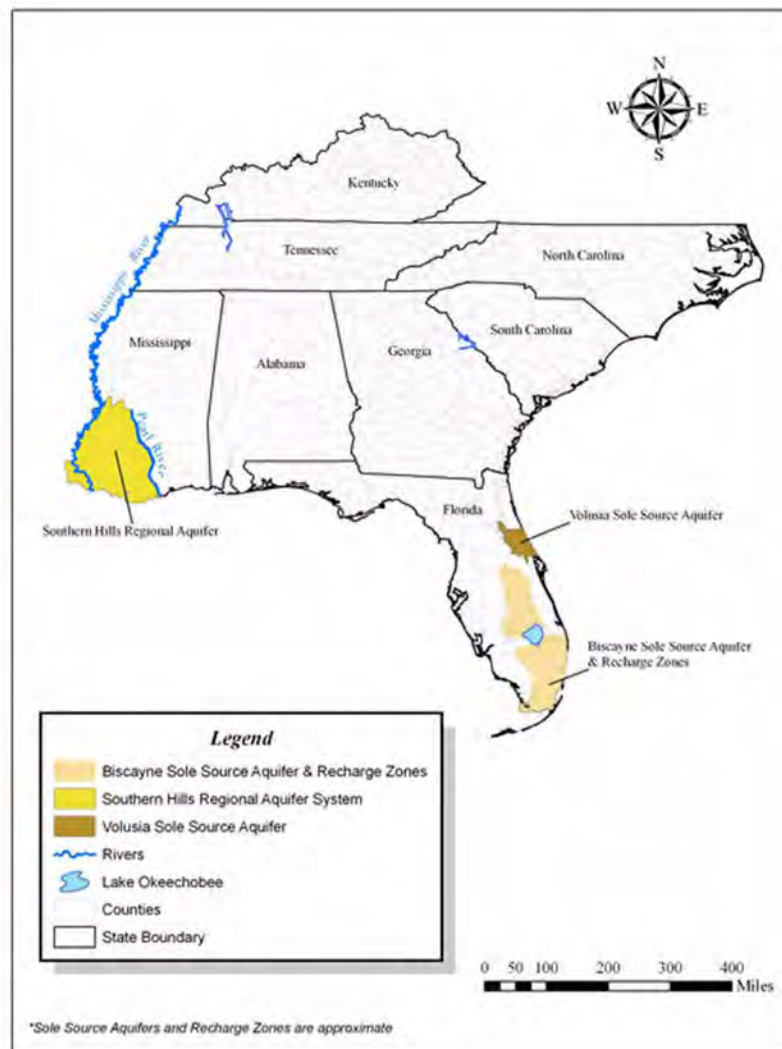 N
W E
S
Kentucky
Mississippi River
Tennessee
North Carolina
South Carolina
Mississippi
Alabama
Georgia
Pearl River
Southern Hills Regional Aquifer
Florida
Volusia Sole Source Aquifer
Biscayne Sole Source Aquifer
& Recharge Zones
Legend
Biscayne Sole Source Aquifer & Recharge Zones
Southern Hills Regional Aquifer System
Volusia Sole Source Aquifer
Rivers
Lake Okeechobee
Counties
State Boundary
0 50 100 200 300 400
Miles
*Sole Source Aquifers and Recharge Zones are approximate